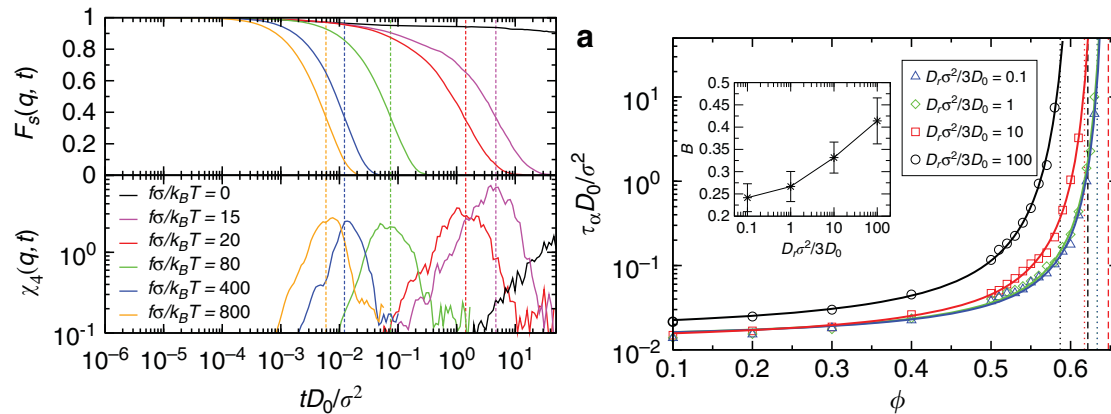 1
0.8
0.6
0.4
0.2
0
F_s(q, t)
10^0
10^{-1}
χ_4(q, t)
fσ/k_BT = 0
fσ/k_BT = 15
fσ/k_BT = 20
fσ/k_BT = 80
fσ/k_BT = 400
fσ/k_BT = 800
10^{-6} 10^{-5} 10^{-4} 10^{-3} 10^{-2} 10^{-1} 10^0 10^1
tD_0/σ^2
a
10^1
10^0
10^{-1}
10^{-2}
τ_αD_0/σ^2
0.45
0.4
0.35
0.30
0.25
0.2
B
0.1 1 10 100
D_rσ^2/3D_0
D_rσ^2/3D_0 = 0.1
D_rσ^2/3D_0 = 1
D_rσ^2/3D_0 = 10
D_rσ^2/3D_0 = 100
0.1 0.2 0.3 0.4 0.5 0.6
ϕ